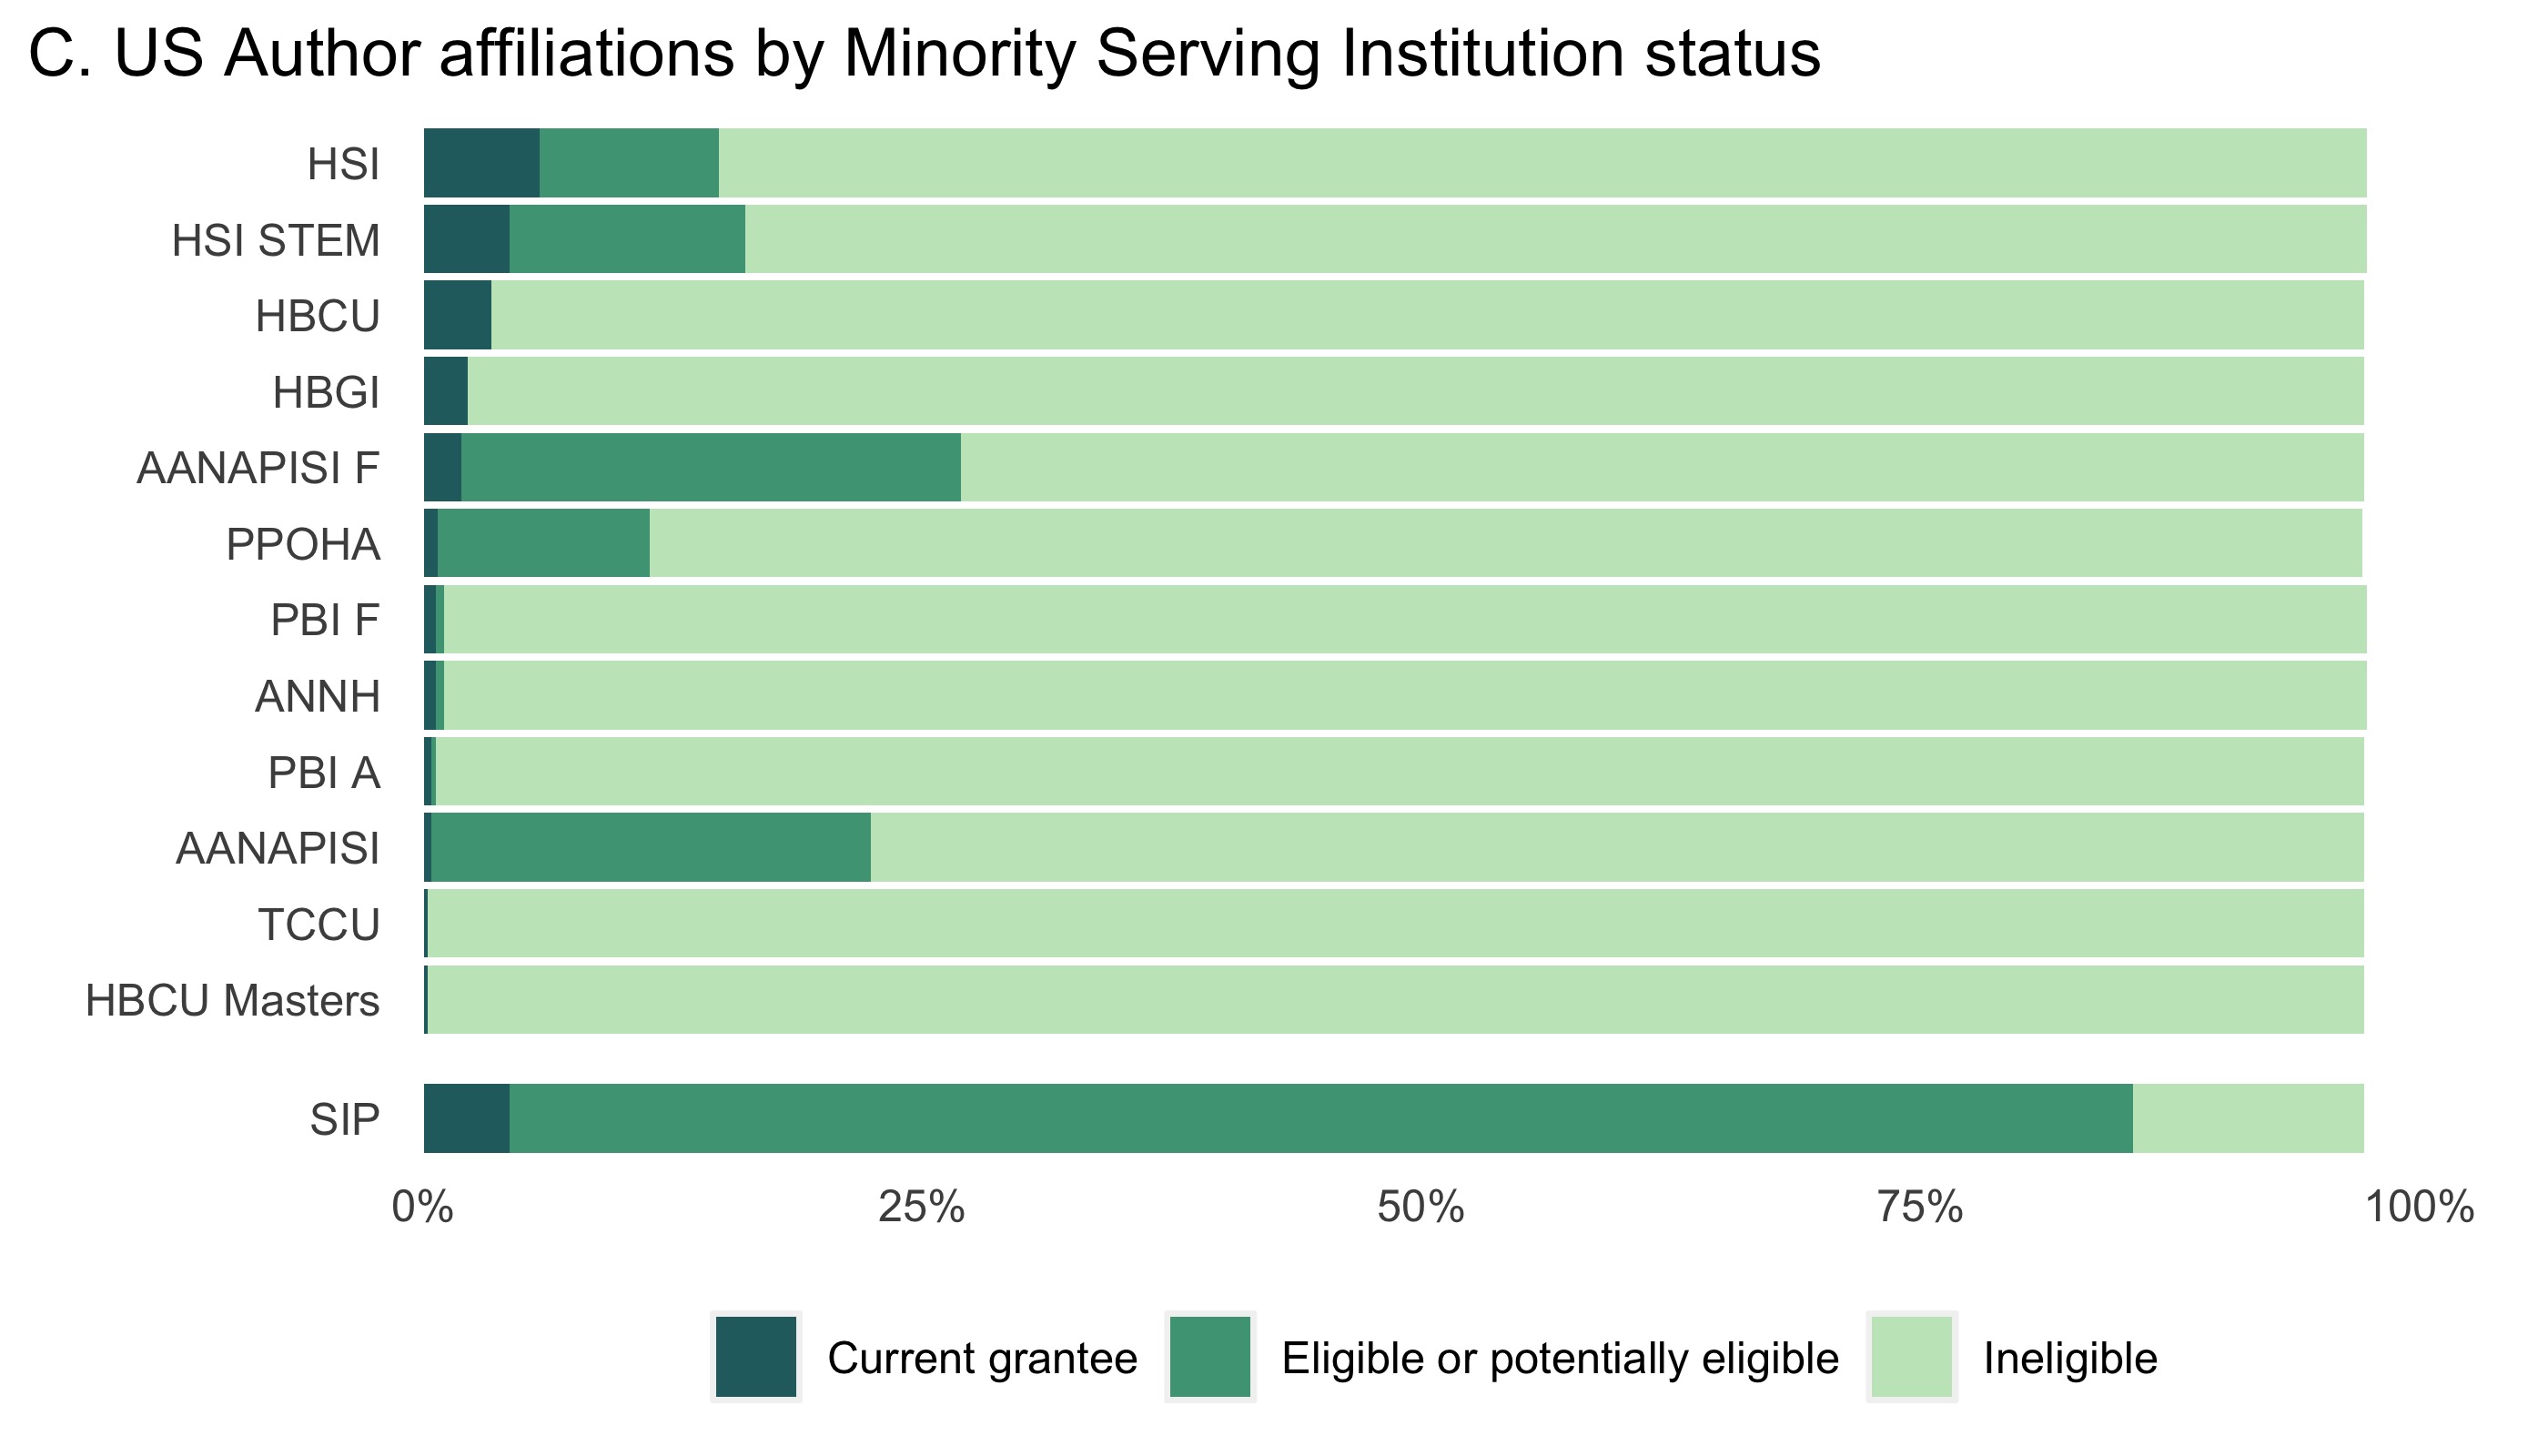 C. US Author affiliations by Minority Serving Institution status
HSI
HSI STEM
HBCU
HBGI
AANAPISI F
PPOHA
PBI F
ANNH
PBI A
AANAPISI
TCCU
HBCU Masters
SIP
0% 25% 50% 75% 100%
Current grantee Eligible or potentially eligible Ineligible